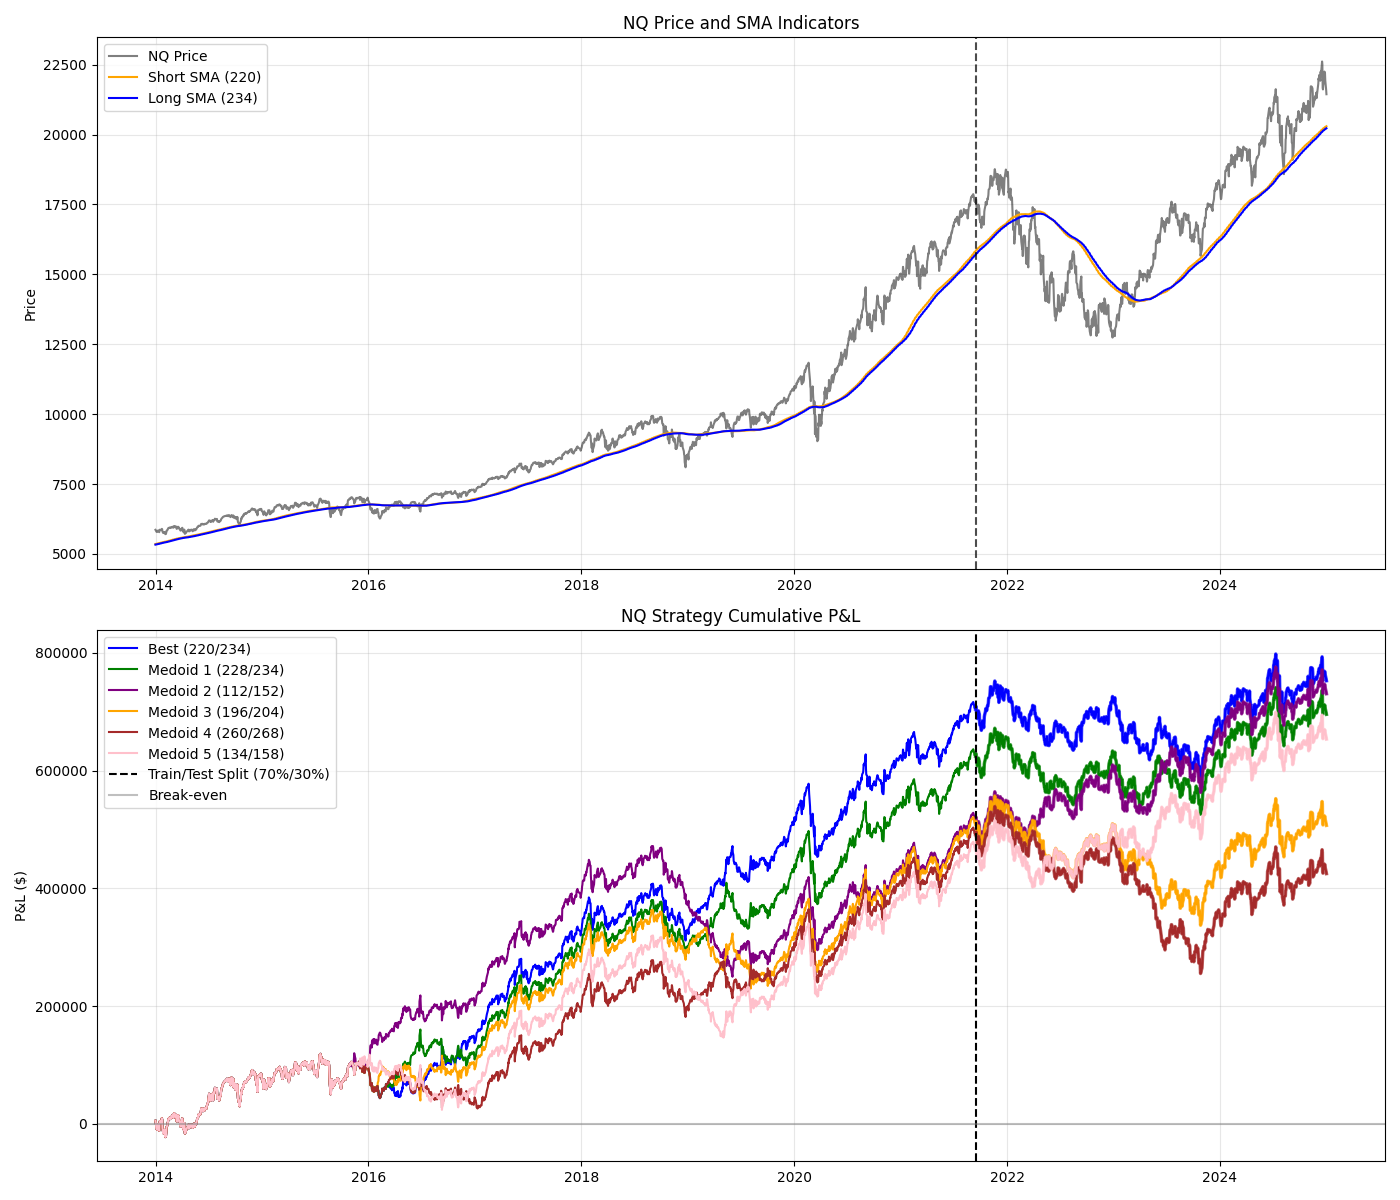 NQ Price and SMA Indicators
NQ Price
Short SMA (220)
Long SMA (234)
Price
22500
20000
17500
15000
12500
10000
7500
5000
2014
2016
2018
2020
2022
2024
NQ Strategy Cumulative P&L
Best (220/234)
Medoid 1 (228/234)
Medoid 2 (112/152)
Medoid 3 (196/204)
Medoid 4 (260/268)
Medoid 5 (134/158)
Train/Test Split (70%/30%)
Break-even
P&L ($)
800000
600000
400000
200000
0
2014
2016
2018
2020
2022
2024